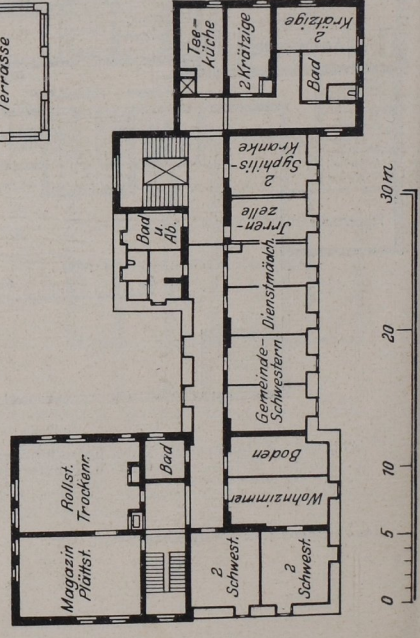 Terrasse
Tee-
küche
2 Krätzige
2
Krätzige
Bad
2
Syphilis-
Kranke
Irren-
zelle
Bad
u.
Ab.
Dienstmädch.
Gemeinde-
Schwestern
Boden
Wohnzimmer
Bad
Rollst.
Trockenr.
Magazin
Plättst.
2
Schwest.
2
Schwest.
0 5 10 20 30 m